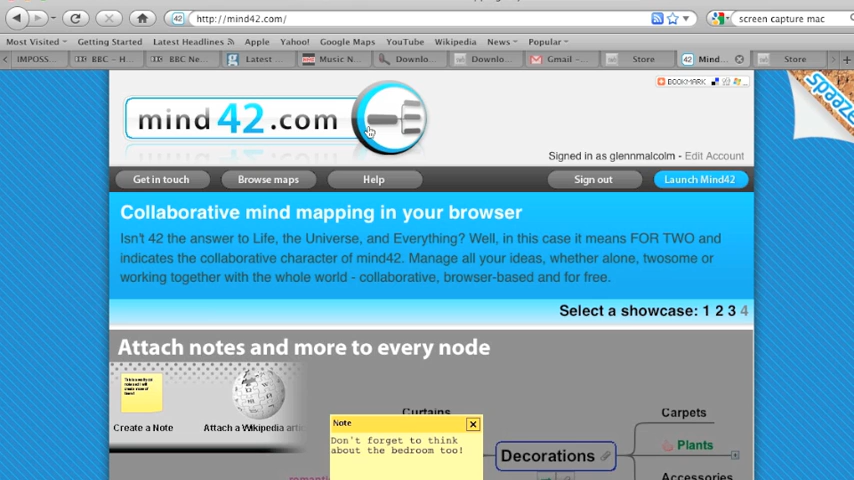 http://mind42.com/
screen capture mac
Most Visited
Getting Started
Latest Headlines
Apple
Yahoo!
Google Maps
YouTube
Wikipedia
News
Popular
IMPOSS...
BBC – H...
BBC Ne...
Latest ...
Music N...
Downlo...
Downlo...
Gmail – ...
Store
42 Mind...
Store
BOOKMARK
mind 42 .com
Signed in as glennmalcolm - Edit Account
Get in touch
Browse maps
Help
Sign out
Launch Mind42
Collaborative mind mapping in your browser
Isn't 42 the answer to Life, the Universe, and Everything? Well, in this case it means FOR TWO and
indicates the collaborative character of mind42. Manage all your ideas, whether alone, twosome or
working together with the whole world - collaborative, browser-based and for free.
Select a showcase: 1 2 3 4
Attach notes and more to every node
Create a Note
Attach a Wikipedia artic
Curtains
Carpets
Note
Don't forget to think
about the bedroom too!
Decorations
Plants
Accessories